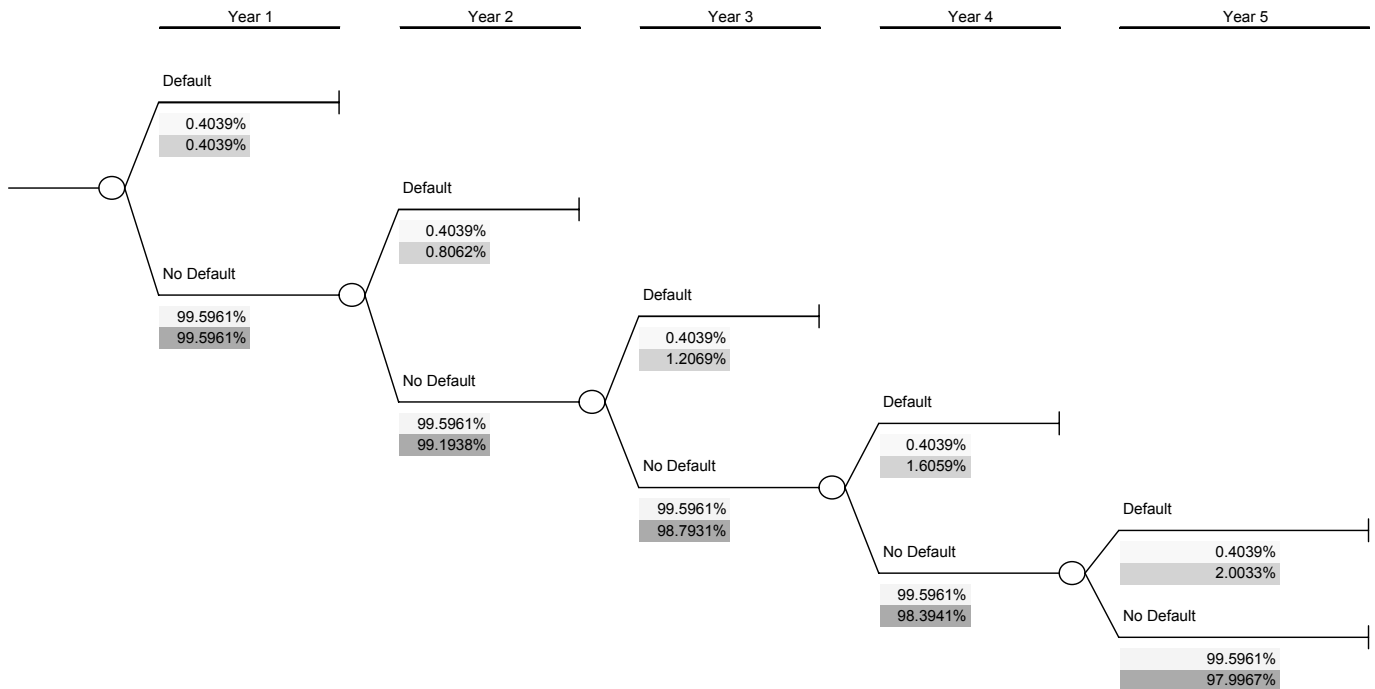 Year 1 Year 2 Year 3 Year 4 Year 5
Default
0.4039%
0.4039%
Default
0.4039%
0.8062%
No Default
99.5961%
99.5961%
Default
0.4039%
1.2069%
No Default
99.5961%
99.1938%
Default
0.4039%
1.6059%
No Default
99.5961%
98.7931%
Default
0.4039%
2.0033%
No Default
99.5961%
98.3941%
No Default
99.5961%
97.9967%